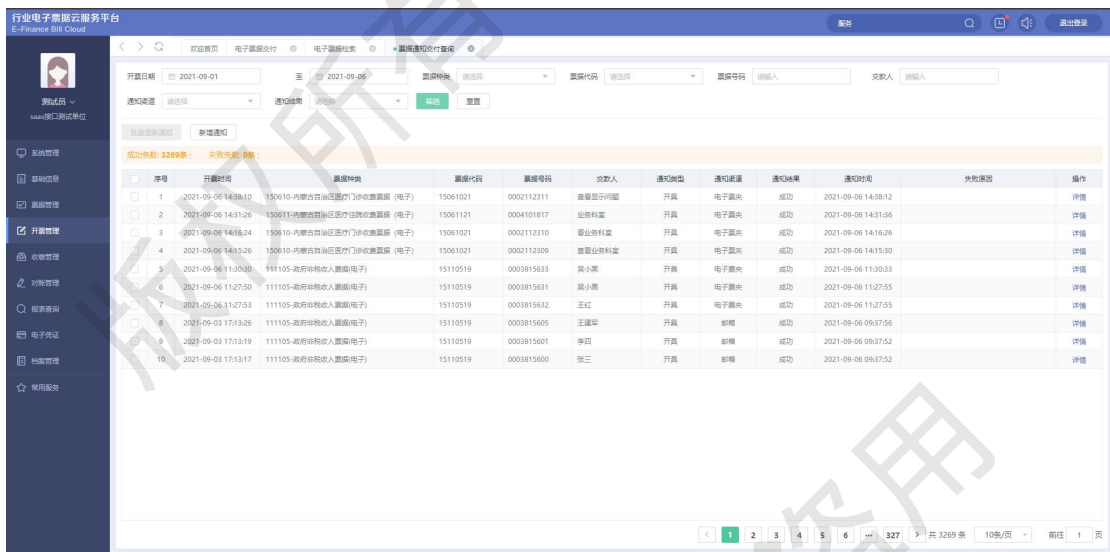 行业电子票据云服务平台
E-Finance Bill Cloud
服务
退出登录
欢迎首页 电子票据交付 电子票据检索 票据通知交付查询
测试员
saas接口测试单位
系统管理
基础信息
票据管理
开票管理
收缴管理
对账管理
报表查询
电子凭证
档案管理
常用服务
开票日期 2021-09-01 至 2021-09-06 票据种类 请选择 票据代码 请选择 票据号码 请输入 交款人 请输入
通知渠道 请选择 通知结果 请选择 筛选 重置
批量重新通知 新增通知
成功条数: 3269条; 失败条数: 0条;
序号 开票时间 票据种类 票据代码 票据号码 交款人 通知类型 通知渠道 通知结果 通知时间 失败原因 操作
1 2021-09-06 14:38:10 150610-内蒙古自治区医疗门诊收费票据 (电子) 15061021 0002112311 查看显示问题 开具 电子票夹 成功 2021-09-06 14:38:12 详情
2 2021-09-06 14:31:26 150611-内蒙古自治区医疗住院收费票据 (电子) 15061121 0004101817 业务科室 开具 电子票夹 成功 2021-09-06 14:31:36 详情
3 2021-09-06 14:16:24 150610-内蒙古自治区医疗门诊收费票据 (电子) 15061021 0002112310 看业务科室 开具 电子票夹 成功 2021-09-06 14:16:26 详情
4 2021-09-06 14:15:26 150610-内蒙古自治区医疗门诊收费票据 (电子) 15061021 0002112309 查看业务科室 开具 电子票夹 成功 2021-09-06 14:15:30 详情
5 2021-09-06 11:30:30 111105-政府非税收入票据(电子) 15110519 0003815633 吴小黑 开具 电子票夹 成功 2021-09-06 11:30:33 详情
6 2021-09-06 11:27:50 111105-政府非税收入票据(电子) 15110519 0003815631 吴小黑 开具 电子票夹 成功 2021-09-06 11:27:55 详情
7 2021-09-06 11:27:53 111105-政府非税收入票据(电子) 15110519 0003815632 王红 开具 电子票夹 成功 2021-09-06 11:27:55 详情
8 2021-09-03 17:13:26 111105-政府非税收入票据(电子) 15110519 0003815605 王建军 开具 邮箱 成功 2021-09-06 09:37:56 详情
9 2021-09-03 17:13:19 111105-政府非税收入票据(电子) 15110519 0003815601 李四 开具 邮箱 成功 2021-09-06 09:37:52 详情
10 2021-09-03 17:13:17 111105-政府非税收入票据(电子) 15110519 0003815600 张三 开具 邮箱 成功 2021-09-06 09:37:52 详情
< 1 2 3 4 5 6 ... 327 > 共 3269 条 10条/页 前往 1 页
版权所有
盗用